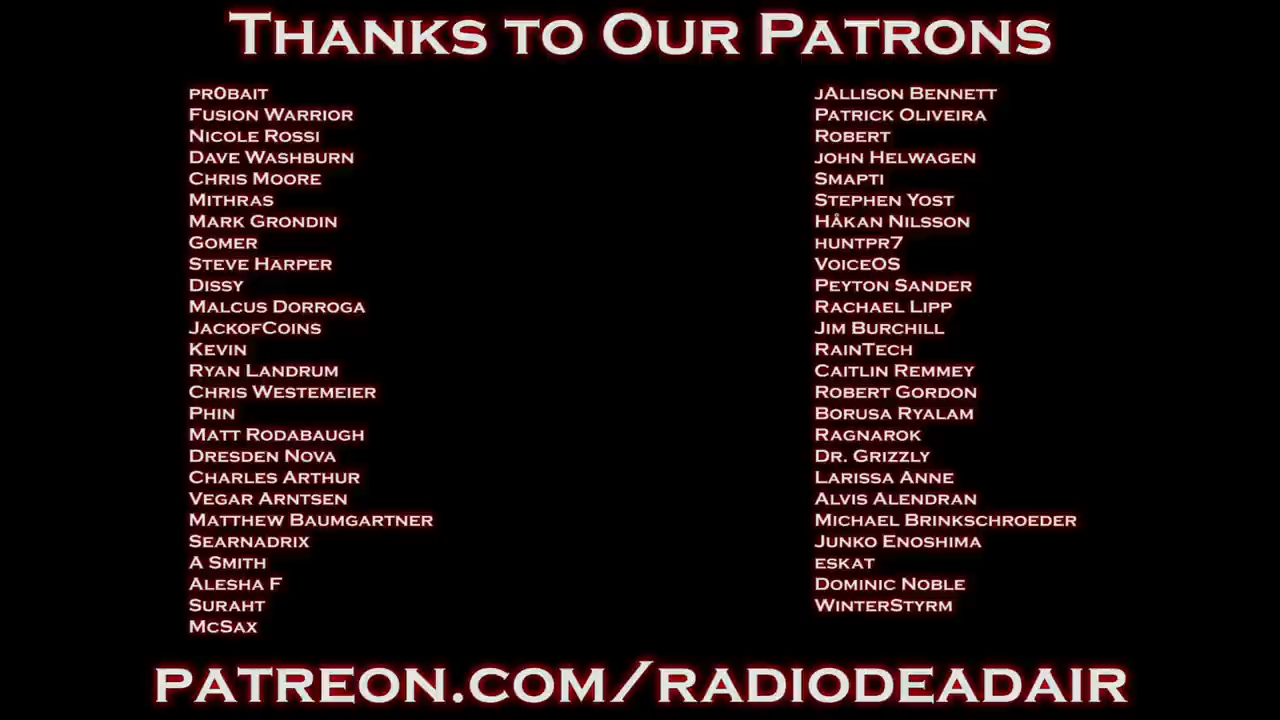 Thanks to Our Patrons
pr0bait
Fusion Warrior
Nicole Rossi
Dave Washburn
Chris Moore
Mithras
Mark Grondin
Gomer
Steve Harper
Dissy
Malcus Dorroga
JackofCoins
Kevin
Ryan Landrum
Chris Westemeier
Phin
Matt Rodabaugh
Dresden Nova
Charles Arthur
Vegar Arntsen
Matthew Baumgartner
Searnadrix
A Smith
Alesha F
Suraht
McSax
jAllison Bennett
Patrick Oliveira
Robert
john Helwagen
Smapti
Stephen Yost
Håkan Nilsson
huntpr7
VoiceOS
Peyton Sander
Rachael Lipp
Jim Burchill
RainTech
Caitlin Remmey
Robert Gordon
Borusa Ryalam
Ragnarok
Dr. Grizzly
Larissa Anne
Alvis Alendran
Michael Brinkschroeder
Junko Enoshima
eskat
Dominic Noble
WinterStyrm
patreon.com/radiodeadair